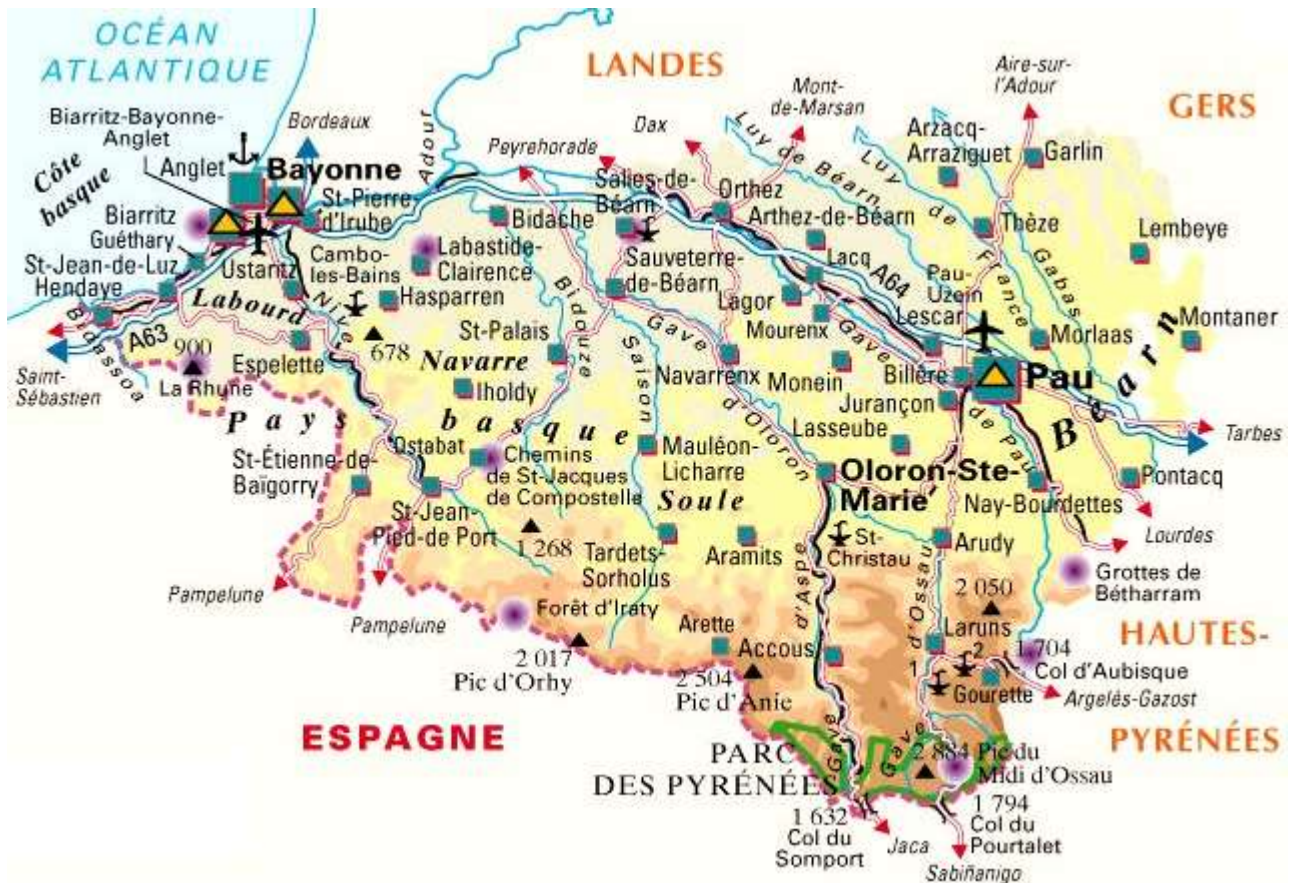 OCÉAN
ATLANTIQUE
LANDES
GERS
Aire-sur-
l'Adour
Mont-
de-Marsan
Dax
Bordeaux
Peyrehorade
Adour
Luy de Béarn
Luy de France
Gabas
Arzacq-
Arraziguet
Garlin
Biarritz-Bayonne-
Anglet
Anglet
Côte
basque
Bayonne
St-Pierre-
d'Irube
Bidache
Salies-de-
Béarn
Orthez
Arthez-de-Béarn
Thèze
Lembeye
Biarritz
Guéthary
St-Jean-de-Luz
Hendaye
Ustaritz
Cambo-
les-Bains
Labastide-
Clairence
Hasparren
Sauveterre-
de-Béarn
Lacq
A64
Lagor
Mourenx
Pau-
Uzein
Lescar
Morlaas
Montaner
Labourd
Nive
Bidouze
Saison
Gave d'Oloron
Gave de Pau
Bidassoa
A63
900
La Rhune
Espelette
678
St-Palais
Navarre
Iholdy
Navarrenx
Monein
Billère
Pau
Jurançon
Béarn
Saint-
Sébastien
Pays basque
Lasseube
Tarbes
Ostabat
Chemins
de St-Jacques
de Compostelle
Mauléon-
Licharre
Oloron-Ste-
Marie
Pontacq
St-Étienne-de-
Baïgorry
St-Jean-
Pied-de Port
Soule
Nay-Bourdettes
1 268
Tardets-
Sorholus
Aramits
St-
Christau
Arudy
Lourdes
Pampelune
Pampelune
Forêt d'Iraty
Gave d'Aspe
Gave d'Ossau
2 050
Grottes de
Bétharram
Arette
Accous
Laruns
1 704
Col d'Aubisque
HAUTES-
PYRÉNÉES
2 017
Pic d'Orhy
2 504
Pic d'Anie
1
2
Gourette
Argelès-Gazost
ESPAGNE
PARC
DES PYRÉNÉES
2 884 Pic du
Midi d'Ossau
1 632
Col du
Somport
1 794
Col du
Pourtalet
Jaca
Sabiñanigo